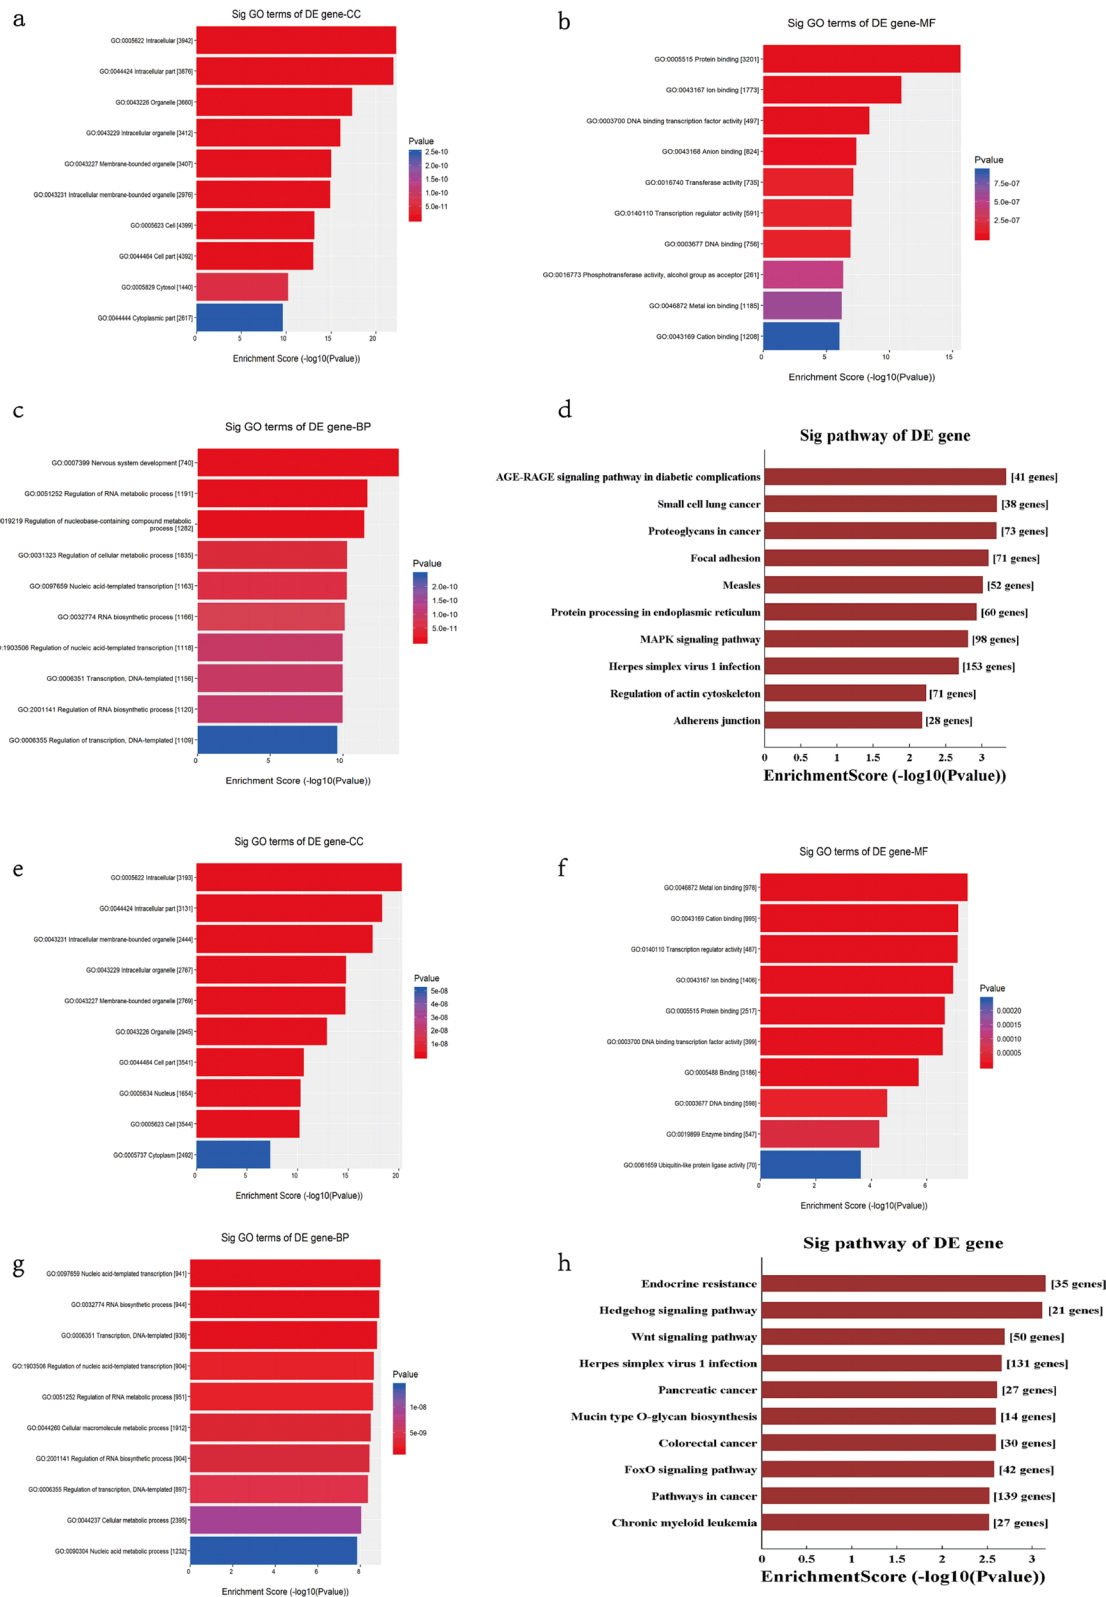 a
Sig GO terms of DE gene-CC
GO:0005622 Intracellular [3942]
GO:0044424 Intracellular part [3876]
GO:0043226 Organelle [3660]
GO:0043229 Intracellular organelle [3412]
GO:0043227 Membrane-bounded organelle [3407]
GO:0043231 Intracellular membrane-bounded organelle [2976]
GO:0005623 Cell [4399]
GO:0044464 Cell part [4392]
GO:0005829 Cytosol [1440]
GO:0044444 Cytoplasmic part [2617]
0 5 10 15 20
Enrichment Score (-log10(Pvalue))
Pvalue
2.5e-10
2.0e-10
1.5e-10
1.0e-10
5.0e-11
b
Sig GO terms of DE gene-MF
GO:0005515 Protein binding [3201]
GO:0043167 Ion binding [1773]
GO:0003700 DNA binding transcription factor activity [497]
GO:0043168 Anion binding [824]
GO:0016740 Transferase activity [735]
GO:0140110 Transcription regulator activity [591]
GO:0003677 DNA binding [756]
GO:0016773 Phosphotransferase activity, alcohol group as acceptor [261]
GO:0046872 Metal ion binding [1185]
GO:0043169 Cation binding [1208]
0 5 10 15
Enrichment Score (-log10(Pvalue))
Pvalue
7.5e-07
5.0e-07
2.5e-07
c
Sig GO terms of DE gene-BP
GO:0007399 Nervous system development [740]
GO:0051252 Regulation of RNA metabolic process [1191]
0019219 Regulation of nucleobase-containing compound metabolic
process [1282]
GO:0031323 Regulation of cellular metabolic process [1835]
GO:0097659 Nucleic acid-templated transcription [1163]
GO:0032774 RNA biosynthetic process [1166]
O:1903506 Regulation of nucleic acid-templated transcription [1118]
GO:0006351 Transcription, DNA-templated [1156]
GO:2001141 Regulation of RNA biosynthetic process [1120]
GO:0006355 Regulation of transcription, DNA-templated [1109]
0 5 10
Enrichment Score (-log10(Pvalue))
Pvalue
2.0e-10
1.5e-10
1.0e-10
5.0e-11
d
Sig pathway of DE gene
AGE-RAGE signaling pathway in diabetic complications [41 genes]
Small cell lung cancer [38 genes]
Proteoglycans in cancer [73 genes]
Focal adhesion [71 genes]
Measles [52 genes]
Protein processing in endoplasmic reticulum [60 genes]
MAPK signaling pathway [98 genes]
Herpes simplex virus 1 infection [153 genes]
Regulation of actin cytoskeleton [71 genes]
Adherens junction [28 genes]
0 0.5 1 1.5 2 2.5 3
EnrichmentScore (-log10(Pvalue))
e
Sig GO terms of DE gene-CC
GO:0005622 Intracellular [3193]
GO:0044424 Intracellular part [3131]
GO:0043231 Intracellular membrane-bounded organelle [2444]
GO:0043229 Intracellular organelle [2767]
GO:0043227 Membrane-bounded organelle [2769]
GO:0043226 Organelle [2945]
GO:0044464 Cell part [3541]
GO:0005634 Nucleus [1654]
GO:0005623 Cell [3544]
GO:0005737 Cytoplasm [2492]
0 5 10 15 20
Enrichment Score (-log10(Pvalue))
Pvalue
5e-08
4e-08
3e-08
2e-08
1e-08
f
Sig GO terms of DE gene-MF
GO:0046872 Metal ion binding [978]
GO:0043169 Cation binding [995]
GO:0140110 Transcription regulator activity [487]
GO:0043167 Ion binding [1406]
GO:0005515 Protein binding [2517]
GO:0003700 DNA binding transcription factor activity [399]
GO:0005488 Binding [3186]
GO:0003677 DNA binding [598]
GO:0019899 Enzyme binding [547]
GO:0061659 Ubiquitin-like protein ligase activity [70]
0 2 4 6
Enrichment Score (-log10(Pvalue))
Pvalue
0.00020
0.00015
0.00010
0.00005
g
Sig GO terms of DE gene-BP
GO:0097659 Nucleic acid-templated transcription [941]
GO:0032774 RNA biosynthetic process [944]
GO:0006351 Transcription, DNA-templated [936]
GO:1903506 Regulation of nucleic acid-templated transcription [904]
GO:0051252 Regulation of RNA metabolic process [951]
GO:0044260 Cellular macromolecule metabolic process [1912]
GO:2001141 Regulation of RNA biosynthetic process [904]
GO:0006355 Regulation of transcription, DNA-templated [897]
GO:0044237 Cellular metabolic process [2395]
GO:0090304 Nucleic acid metabolic process [1232]
0 2 4 6 8
Enrichment Score (-log10(Pvalue))
Pvalue
1e-08
5e-09
h
Sig pathway of DE gene
Endocrine resistance [35 genes]
Hedgehog signaling pathway [21 genes]
Wnt signaling pathway [50 genes]
Herpes simplex virus 1 infection [131 genes]
Pancreatic cancer [27 genes]
Mucin type O-glycan biosynthesis [14 genes]
Colorectal cancer [30 genes]
FoxO signaling pathway [42 genes]
Pathways in cancer [139 genes]
Chronic myeloid leukemia [27 genes]
0 0.5 1 1.5 2 2.5 3
EnrichmentScore (-log10(Pvalue))